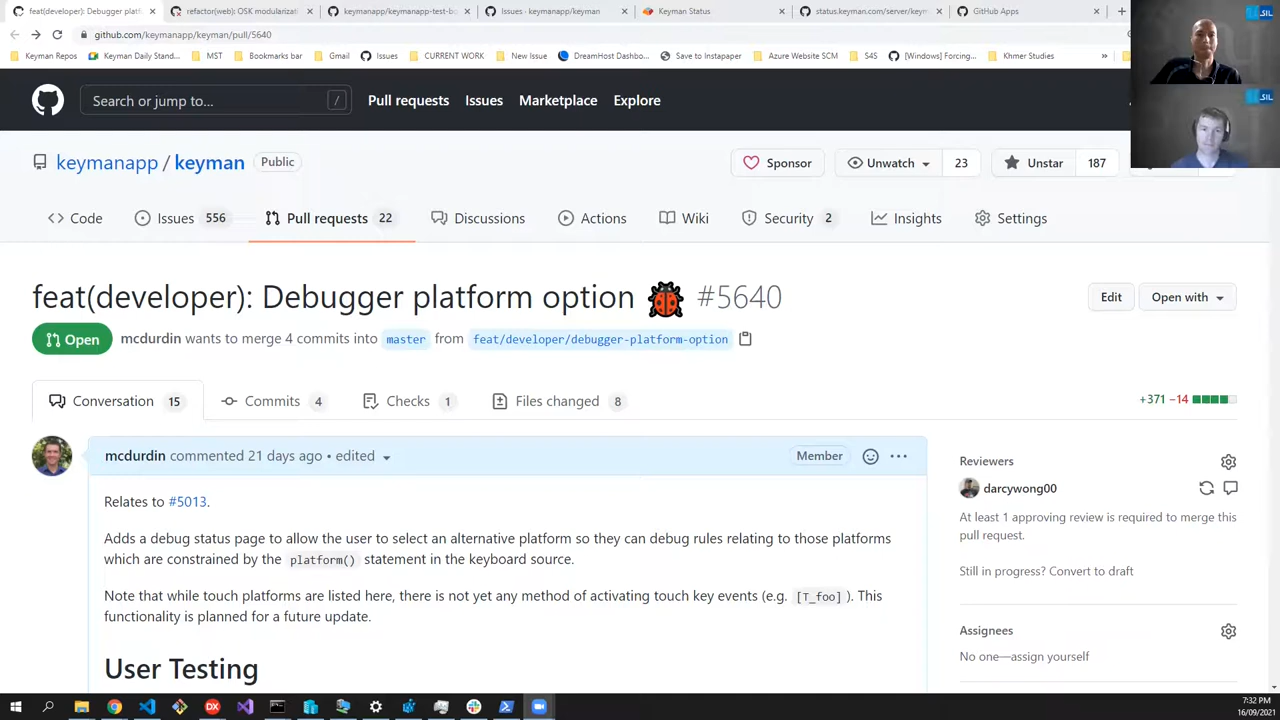 feat(developer): Debugger platf
refactor(web): OSK modularizati
keymanapp/keymanapp-test-bo
Issues · keymanapp/keyman
Keyman Status
status.keyman.com/server/keym
GitHub Apps
github.com/keymanapp/keyman/pull/5640
Keyman Repos
Keyman Daily Stand...
MST
Bookmarks bar
Gmail
Issues
CURRENT WORK
New Issue
DreamHost Dashbo...
Save to Instapaper
Azure Website SCM
S4S
[Windows] Forcing...
Khmer Studies
»
SIL
SIL
Search or jump to... /
Pull requests
Issues
Marketplace
Explore
keymanapp / keyman Public
Sponsor
Unwatch 23
Unstar 187
Code
Issues 556
Pull requests 22
Discussions
Actions
Wiki
Security 2
Insights
Settings
feat(developer): Debugger platform option 🐞 #5640
Edit
Open with
Open
mcdurdin wants to merge 4 commits into master from feat/developer/debugger-platform-option
Conversation 15
Commits 4
Checks 1
Files changed 8
+371 −14
mcdurdin commented 21 days ago • edited
Member
Relates to #5013.
Adds a debug status page to allow the user to select an alternative platform so they can debug rules relating to those platforms
which are constrained by the platform() statement in the keyboard source.
Note that while touch platforms are listed here, there is not yet any method of activating touch key events (e.g. [T_foo] ). This
functionality is planned for a future update.
User Testing
Reviewers
darcywong00
At least 1 approving review is required to merge this
pull request.
Still in progress? Convert to draft
Assignees
No one—assign yourself
7:32 PM
16/09/2021